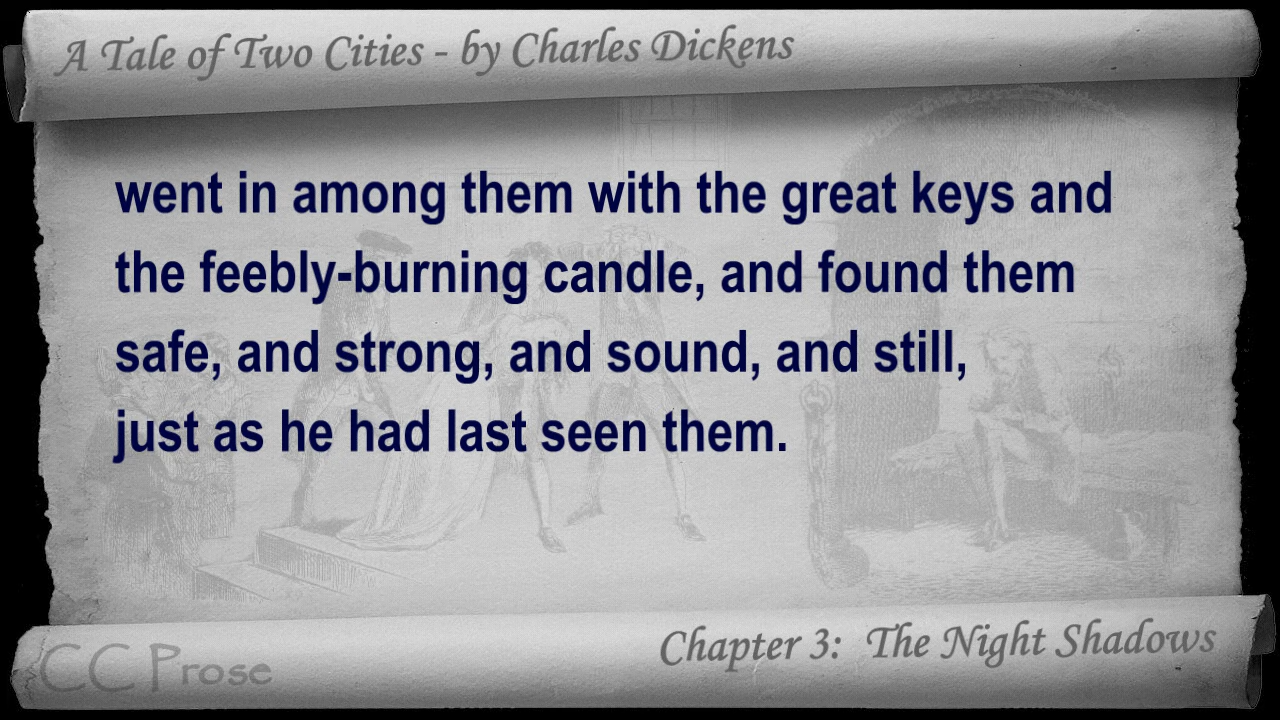 A Tale of Two Cities - by Charles Dickens
went in among them with the great keys and
the feebly-burning candle, and found them
safe, and strong, and sound, and still,
just as he had last seen them.
Chapter 3: The Night Shadows
CC Prose